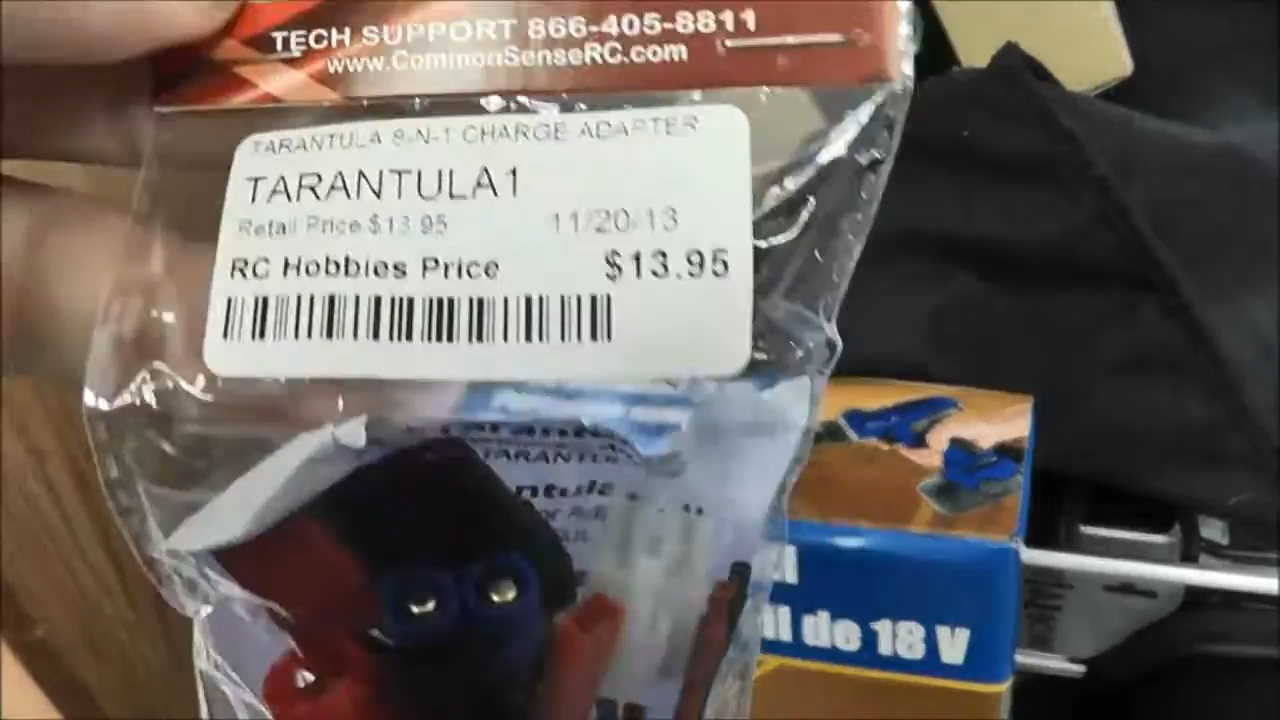 TECH SUPPORT 866-405-8811
www.CommonSenseRC.com
TARANTULA 8-N-1 CHARGE ADAPTER
TARANTULA1
Retail Price $13.95 11/20/13
RC Hobbies Price $13.95
de 18 V